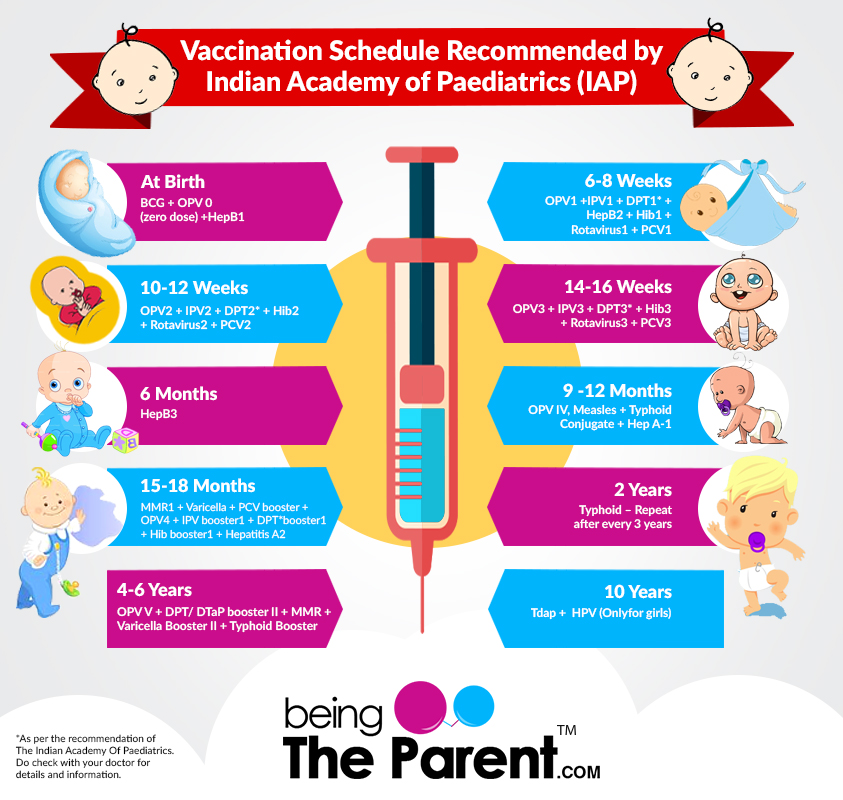 Vaccination Schedule Recommended by
Indian Academy of Paediatrics (IAP)
At Birth
BCG + OPV 0
(zero dose) +HepB1
6-8 Weeks
OPV1 +IPV1 + DPT1* +
HepB2 + Hib1 +
Rotavirus1 + PCV1
10-12 Weeks
OPV2 + IPV2 + DPT2* + Hib2
+ Rotavirus2 + PCV2
14-16 Weeks
OPV3 + IPV3 + DPT3* + Hib3
+ Rotavirus3 + PCV3
6 Months
HepB3
9 -12 Months
OPV IV, Measles + Typhoid
Conjugate + Hep A-1
15-18 Months
MMR1 + Varicella + PCV booster +
OPV4 + IPV booster1 + DPT*booster1
+ Hib booster1 + Hepatitis A2
2 Years
Typhoid – Repeat
after every 3 years
4-6 Years
OPV V + DPT/ DTaP booster II + MMR +
Varicella Booster II + Typhoid Booster
10 Years
Tdap + HPV (Onlyfor girls)
*As per the recommendation of
The Indian Academy Of Paediatrics.
Do check with your doctor for
details and information.
being
The Parent.COM TM